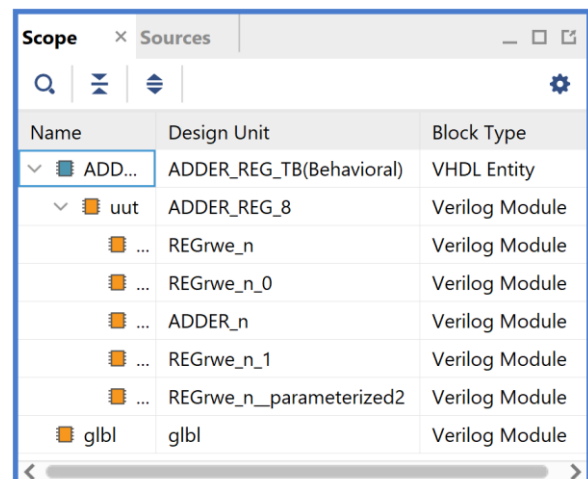 Scope × Sources
Name Design Unit Block Type
ADD... ADDER_REG_TB(Behavioral) VHDL Entity
uut ADDER_REG_8 Verilog Module
... REGrwe_n Verilog Module
... REGrwe_n_0 Verilog Module
... ADDER_n Verilog Module
... REGrwe_n_1 Verilog Module
... REGrwe_n__parameterized2 Verilog Module
glbl glbl Verilog Module